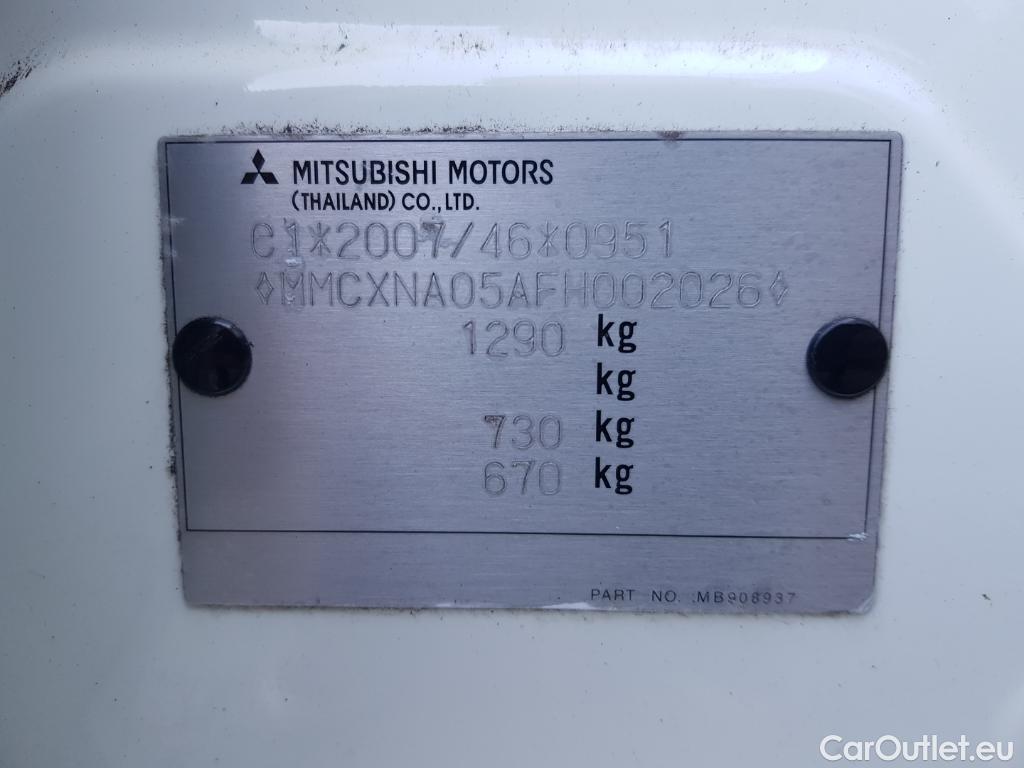 MITSUBISHI MOTORS
(THAILAND) CO., LTD.
e1*2007/46*0951
◊MMCXNA05AFH002026◊
1290 kg
kg
730 kg
670 kg
PART NO. MB908937
CarOutlet.eu